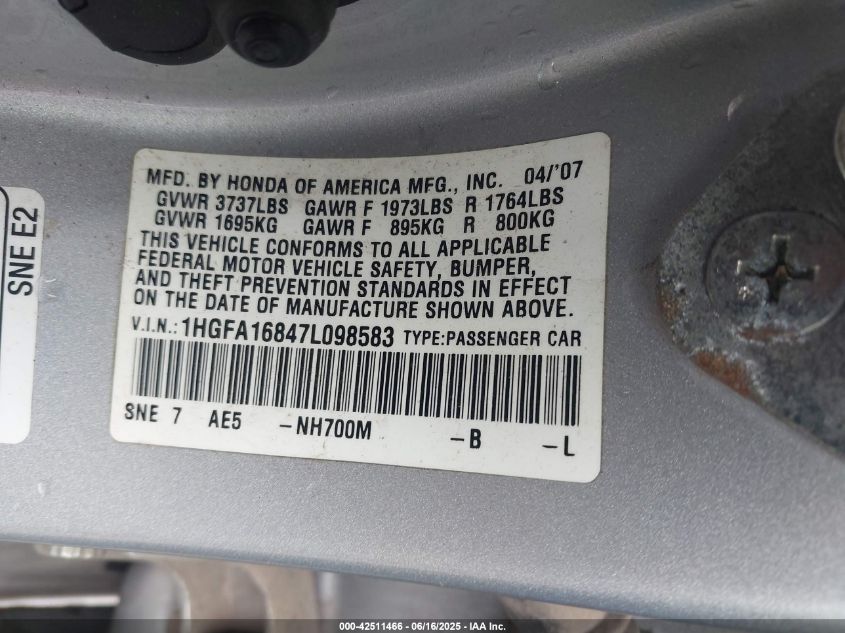 MFD. BY HONDA OF AMERICA MFG., INC. 04/'07
GVWR 3737LBS GAWR F 1973LBS R 1764LBS
GVWR 1695KG GAWR F 895KG R 800KG
THIS VEHICLE CONFORMS TO ALL APPLICABLE
FEDERAL MOTOR VEHICLE SAFETY, BUMPER,
AND THEFT PREVENTION STANDARDS IN EFFECT
ON THE DATE OF MANUFACTURE SHOWN ABOVE.
V.I.N.:1HGFA16847L098583 TYPE:PASSENGER CAR
SNE 7 AE5 -NH700M -B -L
SNE E2
000-42511466 - 06/16/2025 - IAA Inc.